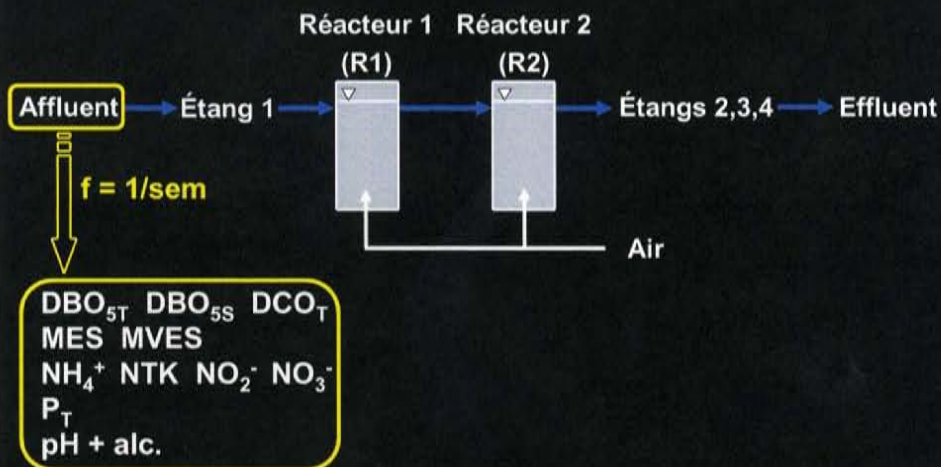 Réacteur 1 Réacteur 2
(R1) (R2)
Affluent Étang 1 Étangs 2,3,4 Effluent
f = 1/sem
Air
DBO₅T DBO₅S DCOT
MES MVES
NH₄⁺ NTK NO₂⁻ NO₃⁻
PT
pH + alc.